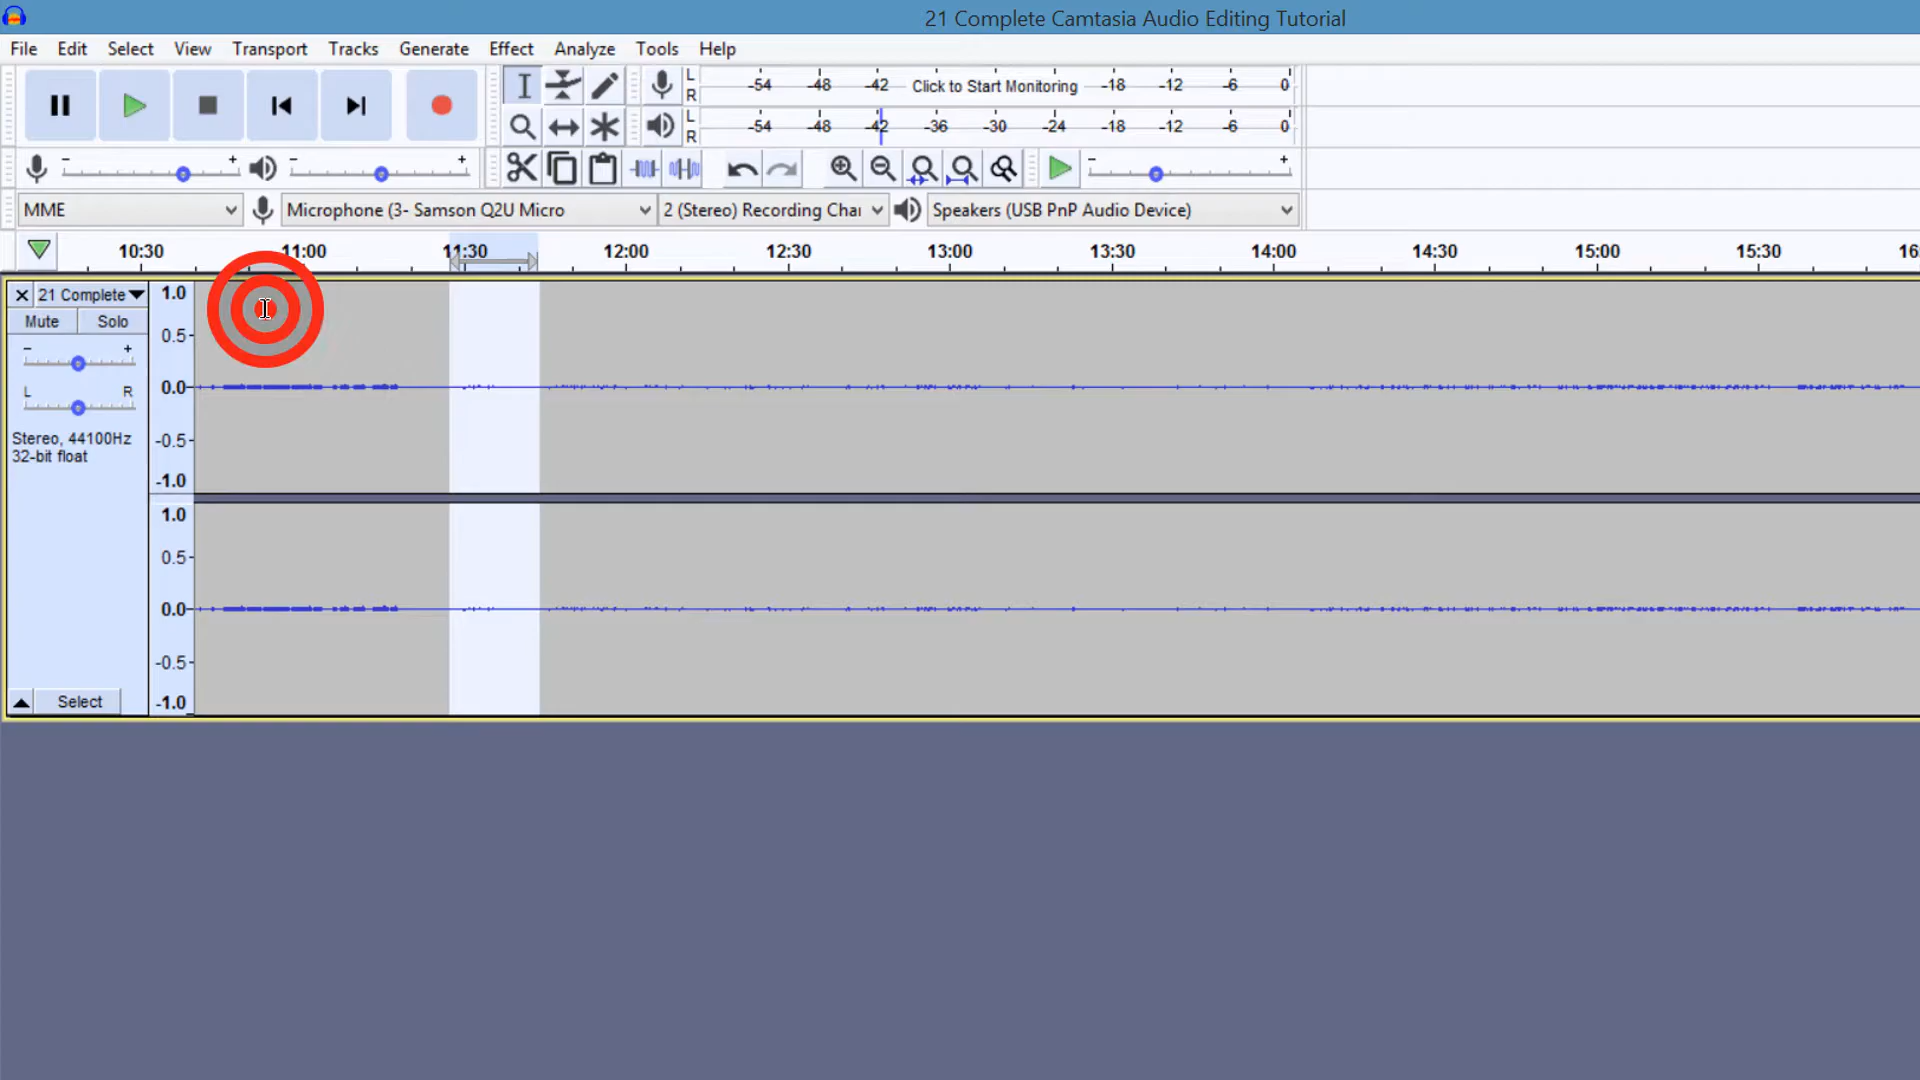 21 Complete Camtasia Audio Editing Tutorial
File Edit Select View Transport Tracks Generate Effect Analyze Tools Help
L
R
-54 -48 -42 Click to Start Monitoring -18 -12 -6 0
L
R
-54 -48 -42 -36 -30 -24 -18 -12 -6 0
- + - + - +
MME Microphone (3- Samson Q2U Micro 2 (Stereo) Recording Chai Speakers (USB PnP Audio Device)
10:30 11:00 11:30 12:00 12:30 13:00 13:30 14:00 14:30 15:00 15:30 16
21 Complete
Mute Solo
- +
L R
Stereo, 44100Hz
32-bit float
Select
1.0
0.5-
0.0-
-0.5-
-1.0
1.0
0.5-
0.0-
-0.5-
-1.0